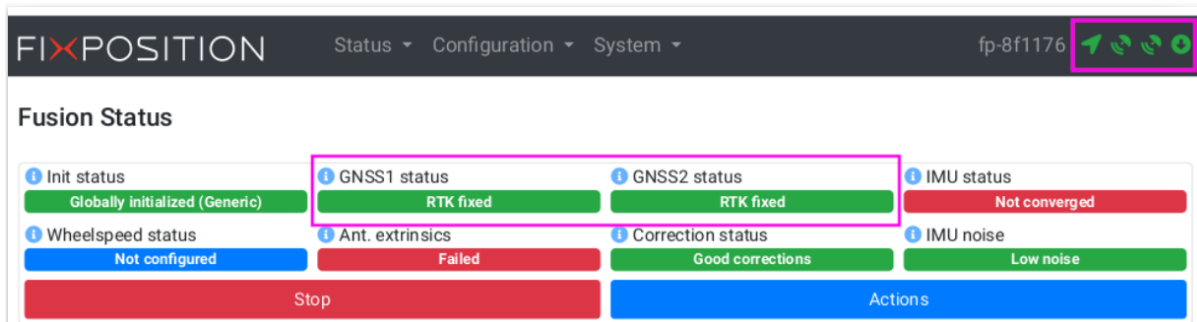 FIXPOSITION Status Configuration System fp-8f1176
Fusion Status
Init status GNSS1 status GNSS2 status IMU status
Globally initialized (Generic) RTK fixed RTK fixed Not converged
Wheelspeed status Ant. extrinsics Correction status IMU noise
Not configured Failed Good corrections Low noise
Stop Actions